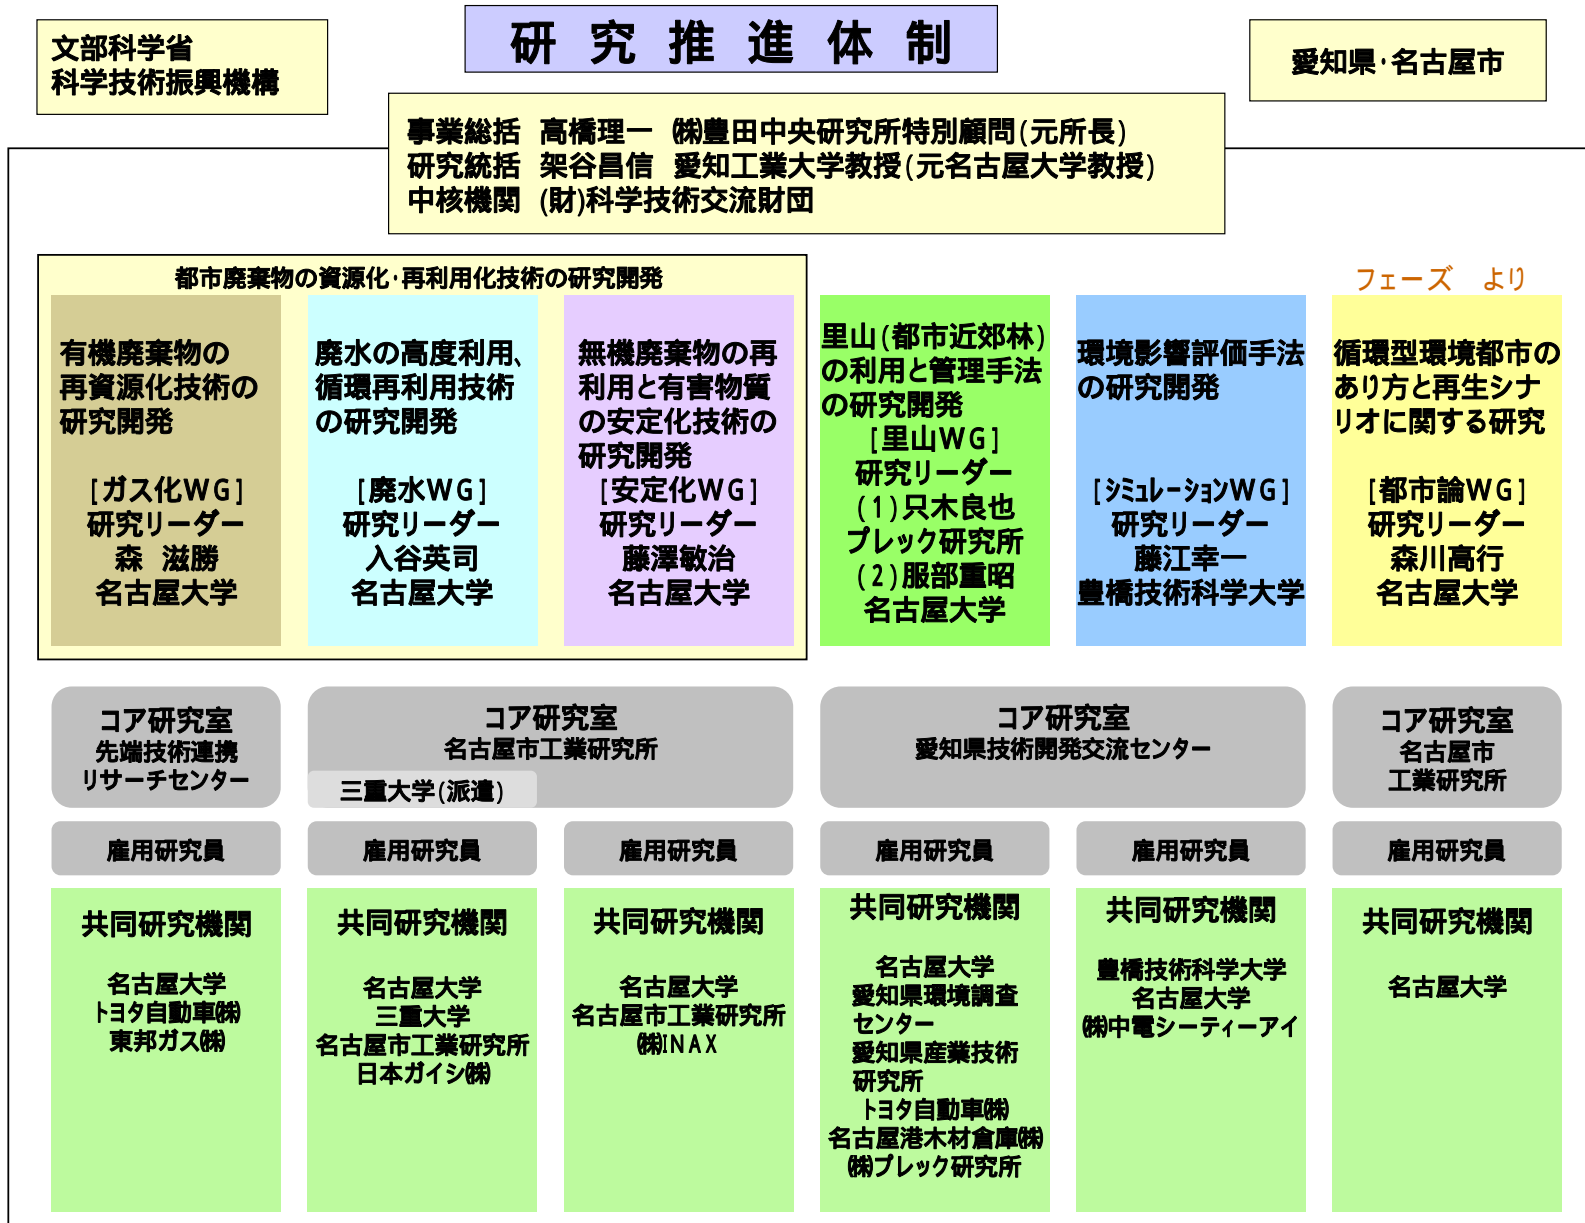 研究推進体制
文部科学省
科学技術振興機構
愛知県・名古屋市
事業総括 高橋理一 ㈱豊田中央研究所特別顧問(元所長)
研究統括 架谷昌信 愛知工業大学教授(元名古屋大学教授)
中核機関 (財)科学技術交流財団
都市廃棄物の資源化・再利用化技術の研究開発
有機廃棄物の
再資源化技術の
研究開発
[ガス化WG]
研究リーダー
森 滋勝
名古屋大学
廃水の高度利用、
循環再利用技術
の研究開発
[廃水WG]
研究リーダー
入谷英司
名古屋大学
無機廃棄物の再
利用と有害物質
の安定化技術の
研究開発
[安定化WG]
研究リーダー
藤澤敏治
名古屋大学
里山(都市近郊林)
の利用と管理手法
の研究開発
[里山WG]
研究リーダー
(1)只木良也
プレック研究所
(2)服部重昭
名古屋大学
環境影響評価手法
の研究開発
[ｼﾐｭﾚｰｼｮﾝWG]
研究リーダー
藤江幸一
豊橋技術科学大学
フェーズ より
循環型環境都市の
あり方と再生シナ
リオに関する研究
[都市論WG]
研究リーダー
森川高行
名古屋大学
コア研究室
先端技術連携
リサーチセンター
コア研究室
名古屋市工業研究所
三重大学(派遣)
コア研究室
愛知県技術開発交流センター
コア研究室
名古屋市
工業研究所
雇用研究員
雇用研究員
雇用研究員
雇用研究員
雇用研究員
雇用研究員
共同研究機関
名古屋大学
トヨタ自動車㈱
東邦ガス㈱
共同研究機関
名古屋大学
三重大学
名古屋市工業研究所
日本ガイシ㈱
共同研究機関
名古屋大学
名古屋市工業研究所
㈱INAX
共同研究機関
名古屋大学
愛知県環境調査
センター
愛知県産業技術
研究所
トヨタ自動車㈱
名古屋港木材倉庫㈱
㈱プレック研究所
共同研究機関
豊橋技術科学大学
名古屋大学
㈱中電シーティーアイ
共同研究機関
名古屋大学